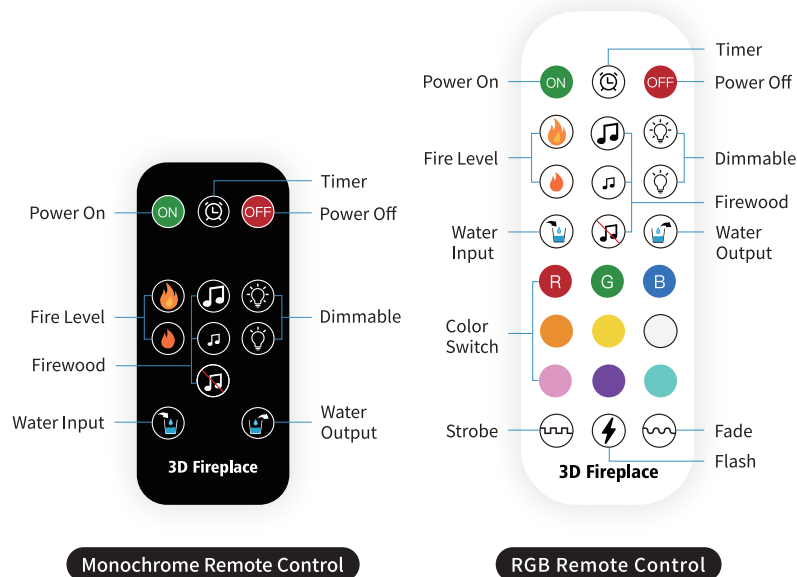 Timer
Power On
ON
OFF
Power Off
Fire Level
Dimmable
Firewood
Water Input
Water
Output
3D Fireplace
Monochrome Remote Control
Timer
Power On
ON
OFF
Power Off
Fire Level
Dimmable
Firewood
Water
Input
Water
Output
R
G
B
Color
Switch
Strobe
Fade
Flash
3D Fireplace
RGB Remote Control